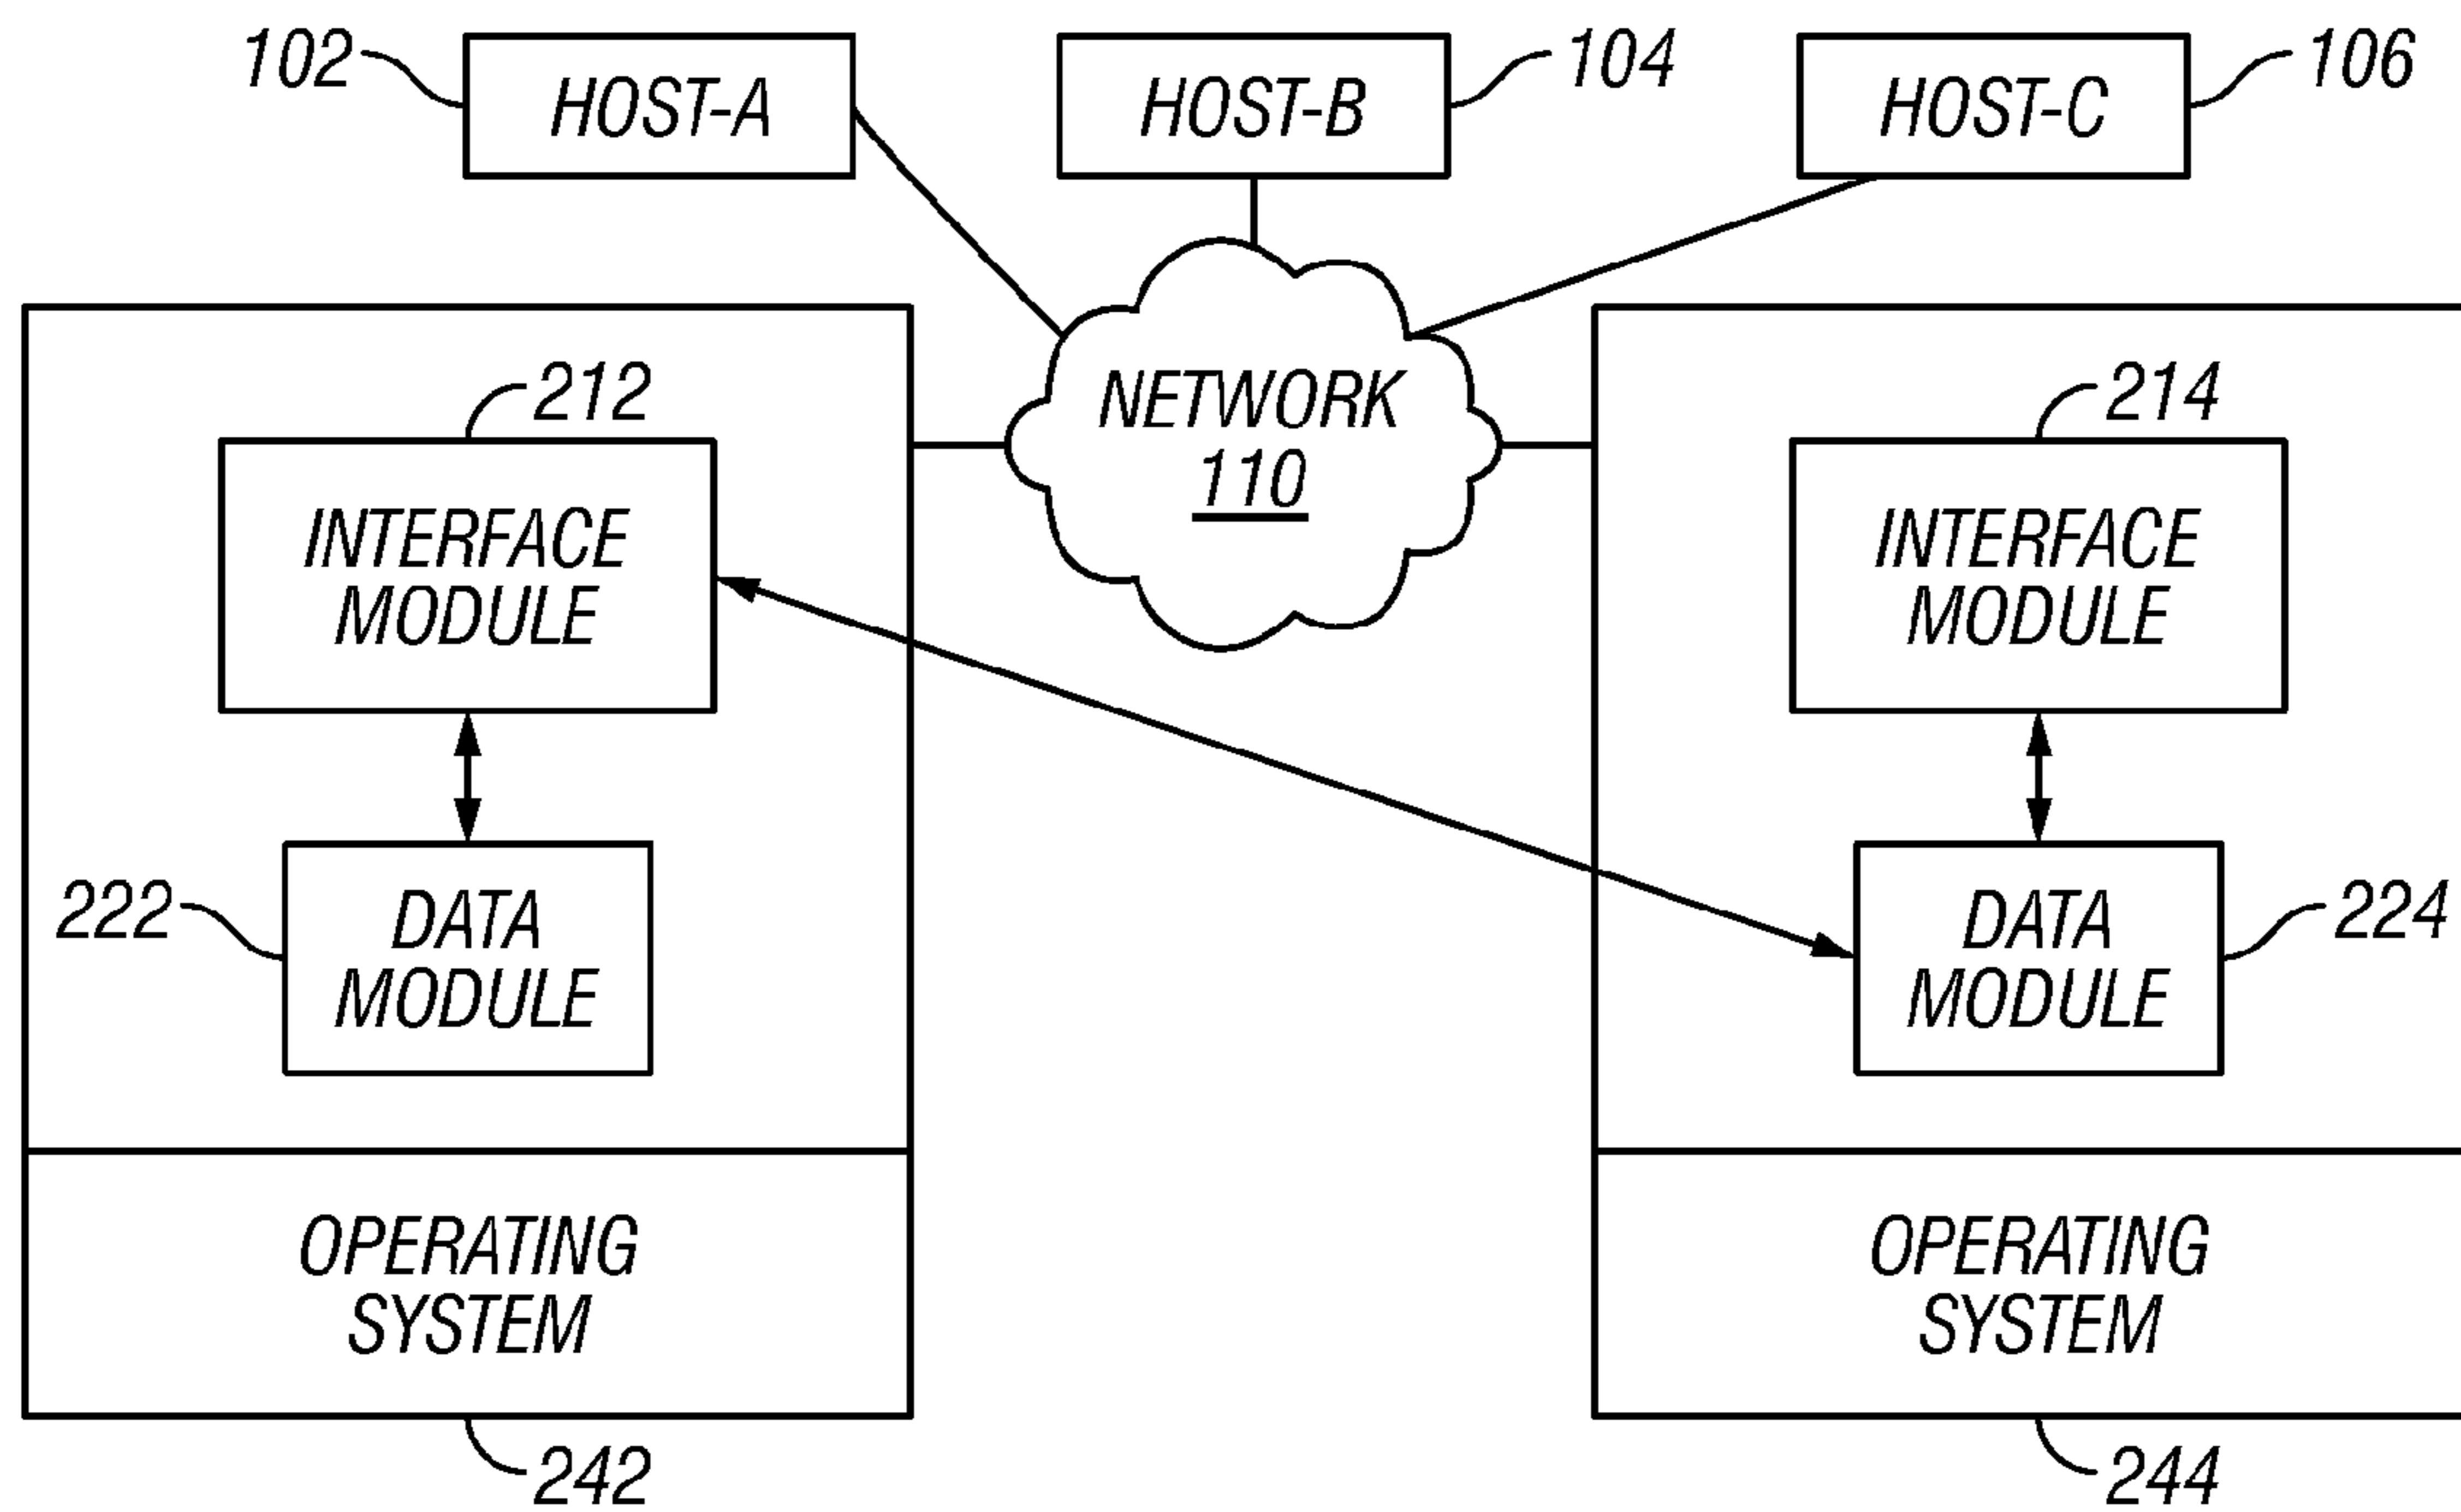 102
HOST-A
HOST-B
104
HOST-C
106
212
INTERFACE
MODULE
NETWORK
110
214
INTERFACE
MODULE
222
DATA
MODULE
DATA
MODULE
224
OPERATING
SYSTEM
OPERATING
SYSTEM
242
244